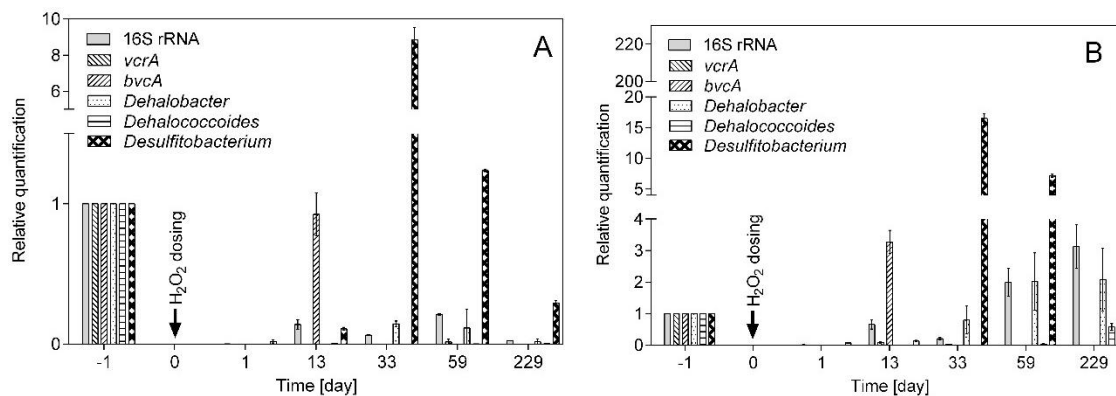 A
10
8
6
4
1
0
Relative quantification
16S rRNA
vcrA
bvcA
Dehalobacter
Dehalococcoides
Desulfitobacterium
H2O2 dosing
-1 0 1 13 33 59 229
Time [day]
B
220
200
20
15
10
5
4
3
2
1
0
Relative quantification
16S rRNA
vcrA
bvcA
Dehalobacter
Dehalococcoides
Desulfitobacterium
H2O2 dosing
-1 0 1 13 33 59 229
Time [day]